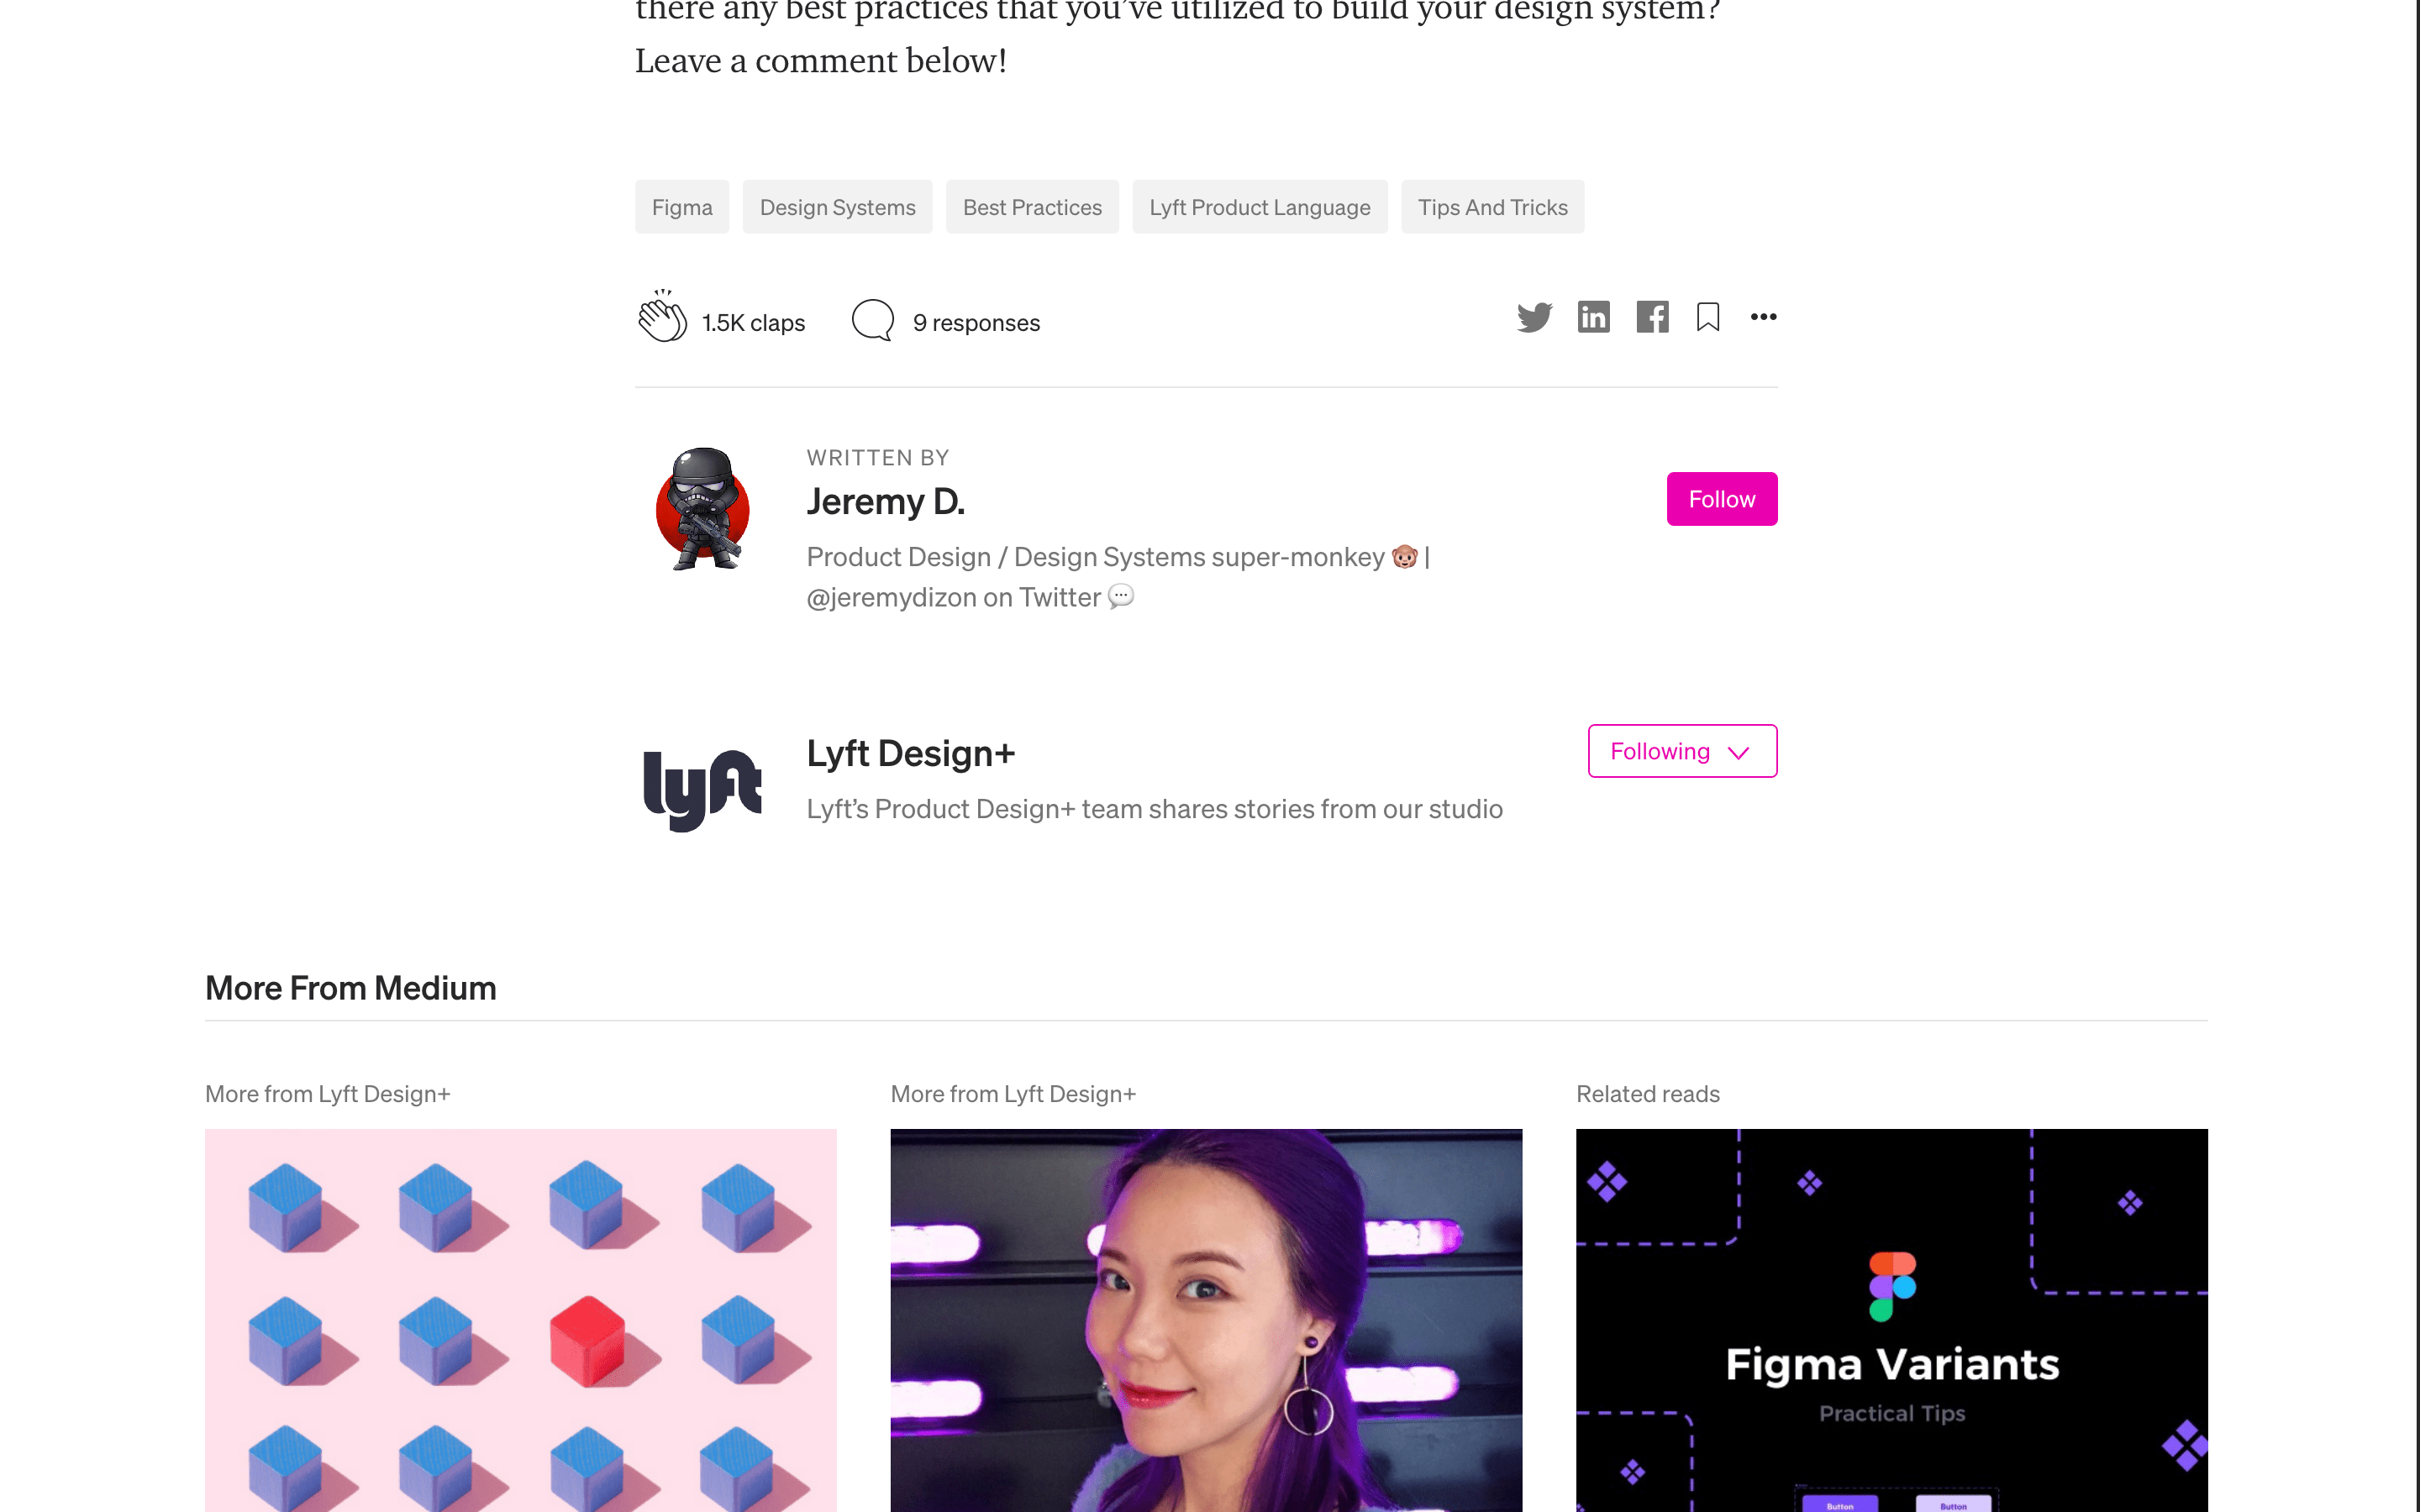 there any best practices that you’ve utilized to build your design system?
Leave a comment below!
Figma
Design Systems
Best Practices
Lyft Product Language
Tips And Tricks
1.5K claps
9 responses
WRITTEN BY
Jeremy D.
Follow
Product Design / Design Systems super-monkey 🐵 |
@jeremydizon on Twitter 💬
lyft
Lyft Design+
Following
Lyft’s Product Design+ team shares stories from our studio
More From Medium
More from Lyft Design+
More from Lyft Design+
Related reads
Figma Variants
Practical Tips
Button
Button